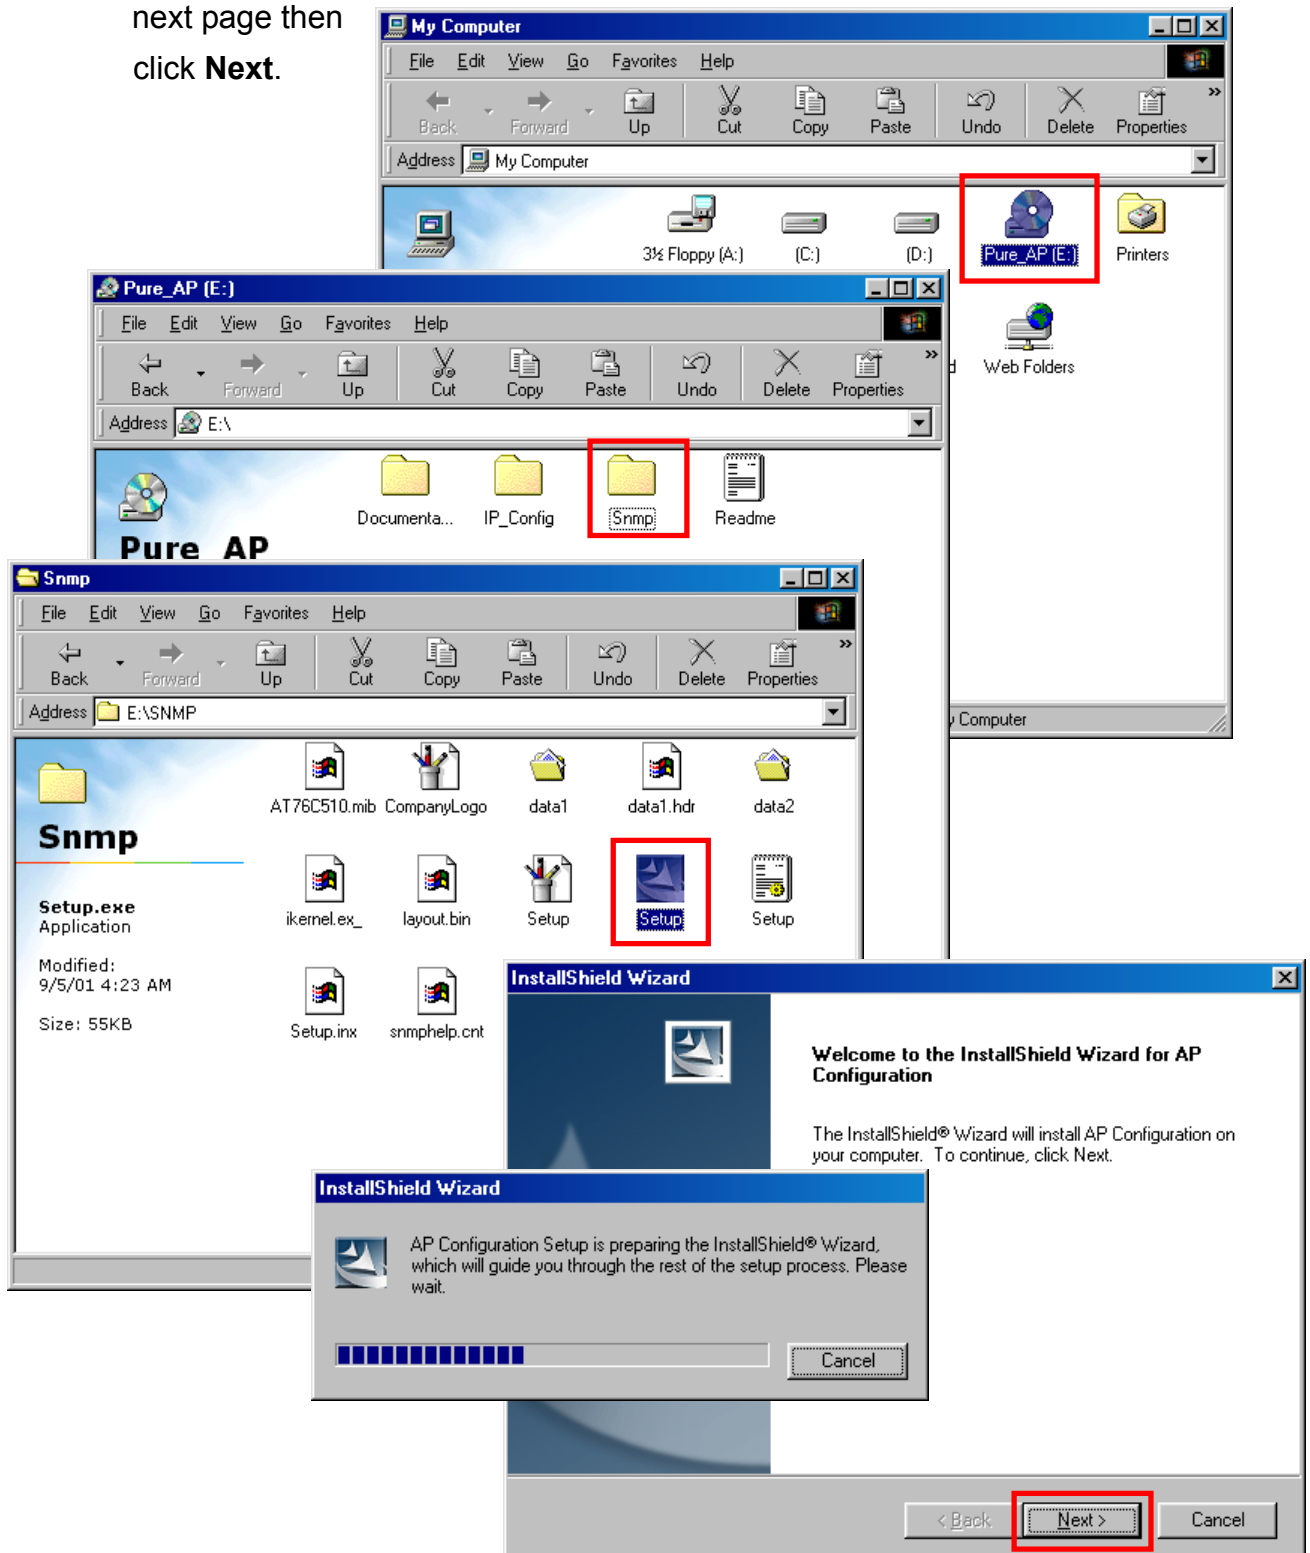 next page then
click Next.
My Computer
File Edit View Go Favorites Help
Back Forward Up Cut Copy Paste Undo Delete Properties »
Address My Computer
3½ Floppy (A:) (C:) (D:) Pure_AP (E:) Printers
d Web Folders
y Computer
Pure_AP (E:)
File Edit View Go Favorites Help
Back Forward Up Cut Copy Paste Undo Delete Properties »
Address E:\
Documenta... IP_Config Snmp Readme
Pure_AP
Snmp
File Edit View Go Favorites Help
Back Forward Up Cut Copy Paste Undo Delete Properties »
Address E:\SNMP
Snmp
Setup.exe
Application
Modified:
9/5/01 4:23 AM
Size: 55KB
AT76C510.mib CompanyLogo data1 data1.hdr data2
ikernel.ex_ layout.bin Setup Setup Setup
Setup.inx snmphelp.cnt
InstallShield Wizard
Welcome to the InstallShield Wizard for AP
Configuration
The InstallShield® Wizard will install AP Configuration on
your computer. To continue, click Next.
InstallShield Wizard
AP Configuration Setup is preparing the InstallShield® Wizard,
which will guide you through the rest of the setup process. Please
wait.
Cancel
< Back Next > Cancel